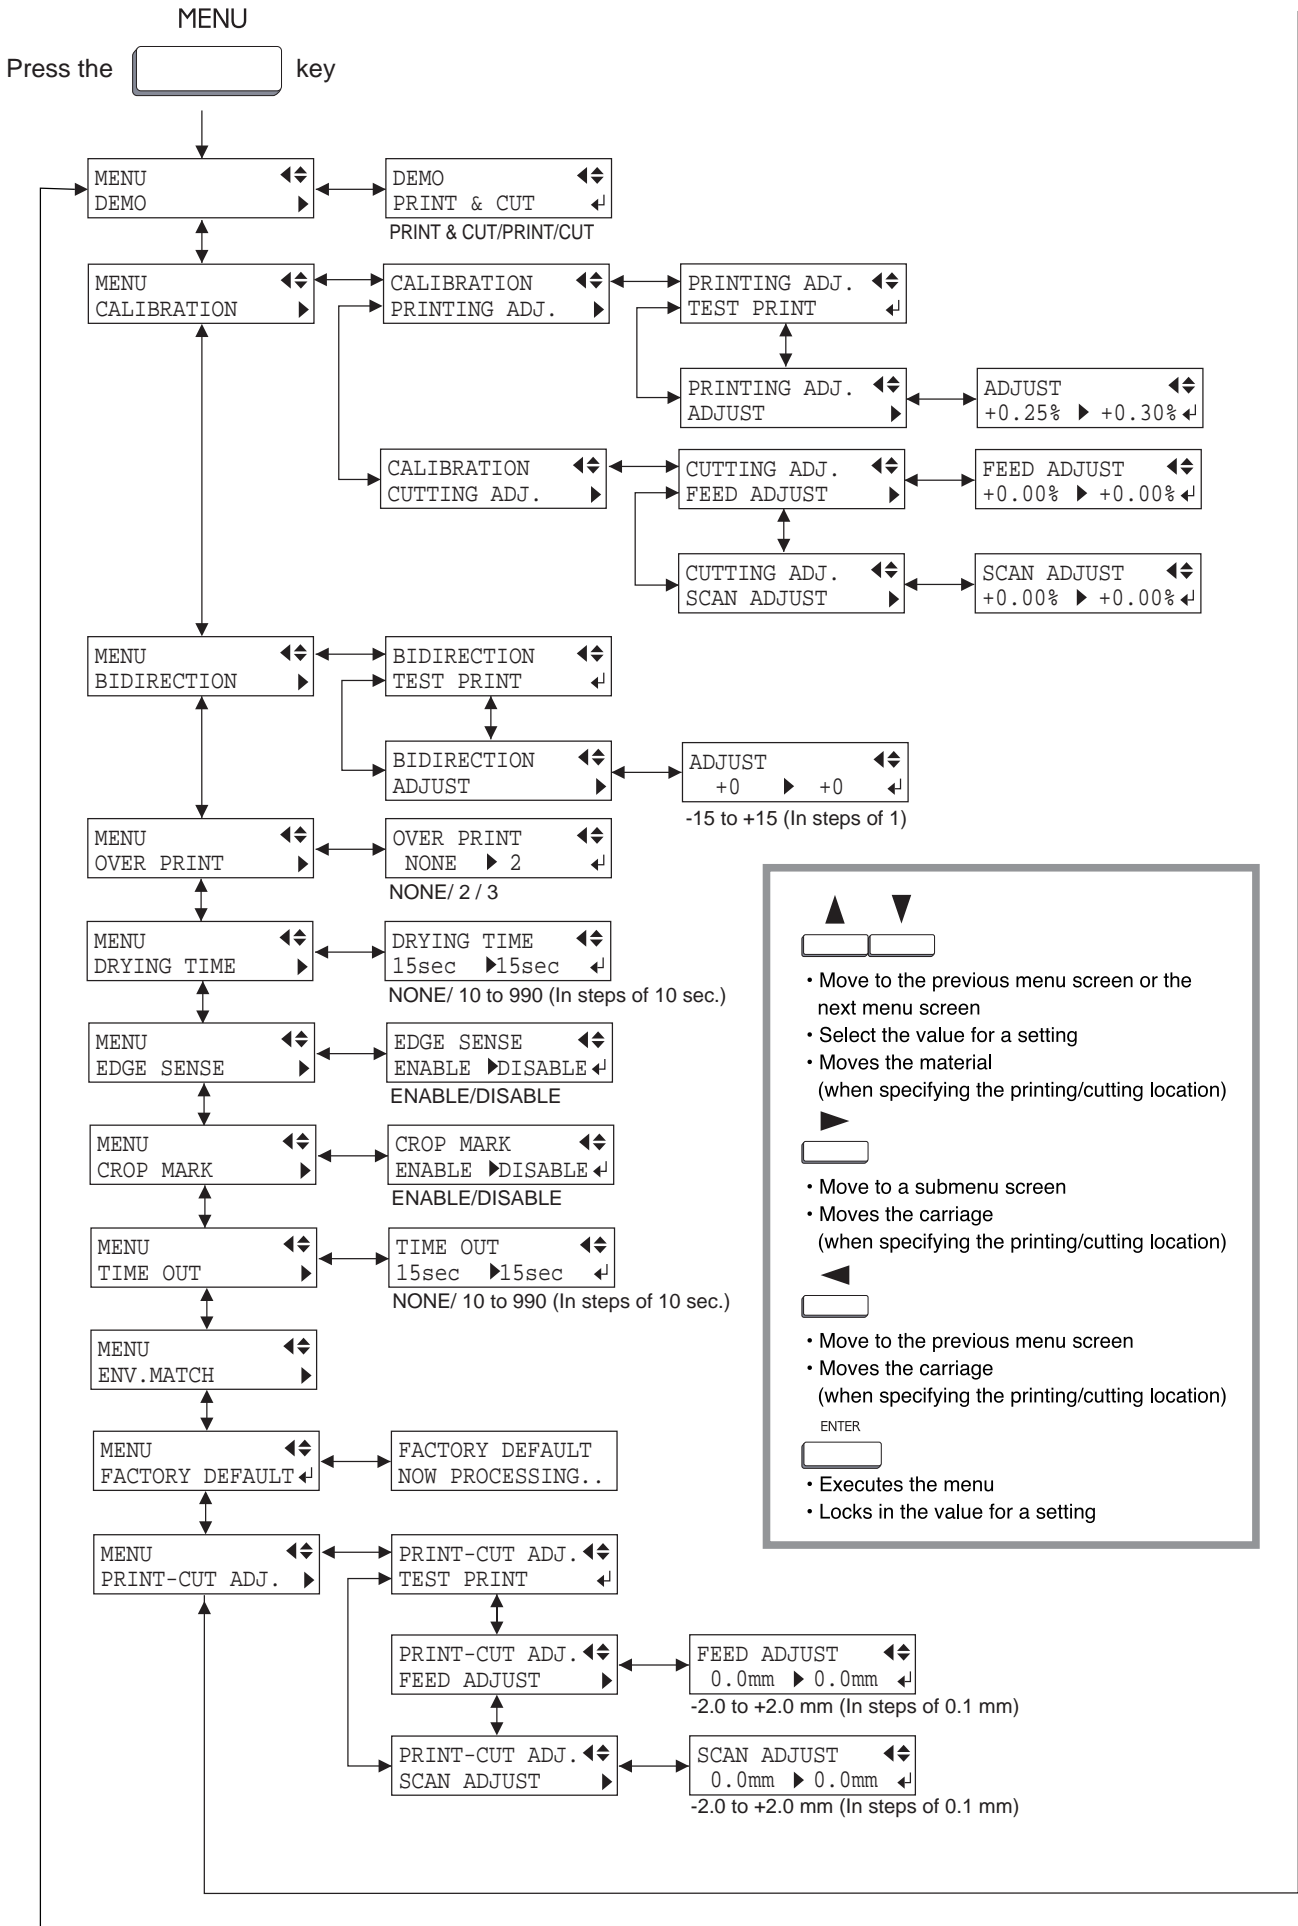 MENU
Press the key
MENU
DEMO
DEMO
PRINT & CUT
PRINT & CUT/PRINT/CUT
MENU
CALIBRATION
CALIBRATION
PRINTING ADJ.
PRINTING ADJ.
TEST PRINT
PRINTING ADJ.
ADJUST
ADJUST
+0.25% +0.30%
CALIBRATION
CUTTING ADJ.
CUTTING ADJ.
FEED ADJUST
FEED ADJUST
+0.00% +0.00%
CUTTING ADJ.
SCAN ADJUST
SCAN ADJUST
+0.00% +0.00%
MENU
BIDIRECTION
BIDIRECTION
TEST PRINT
BIDIRECTION
ADJUST
ADJUST
+0 +0
-15 to +15 (In steps of 1)
MENU
OVER PRINT
OVER PRINT
NONE 2
NONE/ 2 / 3
MENU
DRYING TIME
DRYING TIME
15sec 15sec
NONE/ 10 to 990 (In steps of 10 sec.)
MENU
EDGE SENSE
EDGE SENSE
ENABLE DISABLE
ENABLE/DISABLE
MENU
CROP MARK
CROP MARK
ENABLE DISABLE
ENABLE/DISABLE
MENU
TIME OUT
TIME OUT
15sec 15sec
NONE/ 10 to 990 (In steps of 10 sec.)
MENU
ENV.MATCH
MENU
FACTORY DEFAULT
FACTORY DEFAULT
NOW PROCESSING..
MENU
PRINT-CUT ADJ.
PRINT-CUT ADJ.
TEST PRINT
PRINT-CUT ADJ.
FEED ADJUST
FEED ADJUST
0.0mm 0.0mm
-2.0 to +2.0 mm (In steps of 0.1 mm)
PRINT-CUT ADJ.
SCAN ADJUST
SCAN ADJUST
0.0mm 0.0mm
-2.0 to +2.0 mm (In steps of 0.1 mm)
• Move to the previous menu screen or the
next menu screen
• Select the value for a setting
• Moves the material
(when specifying the printing/cutting location)
• Move to a submenu screen
• Moves the carriage
(when specifying the printing/cutting location)
• Move to the previous menu screen
• Moves the carriage
(when specifying the printing/cutting location)
ENTER
• Executes the menu
• Locks in the value for a setting